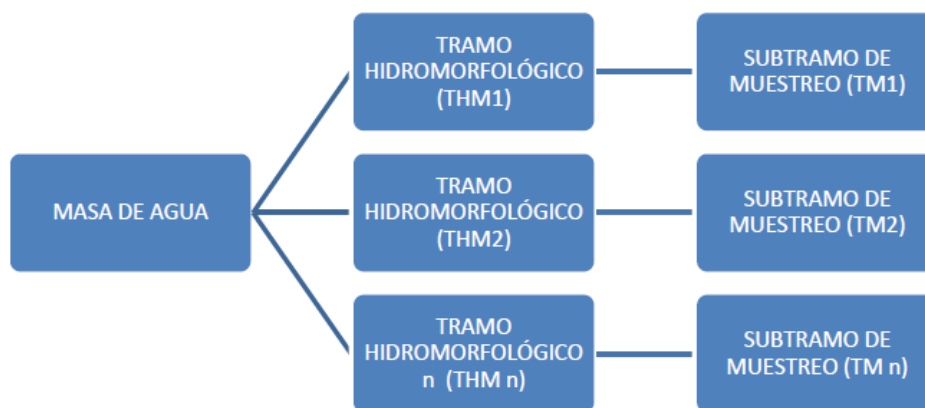 TRAMO
HIDROMORFOLÓGICO
(THM1)
SUBTRAMO DE
MUESTREO (TM1)
MASA DE AGUA
TRAMO
HIDROMORFOLÓGICO
(THM2)
SUBTRAMO DE
MUESTREO (TM2)
TRAMO
HIDROMORFOLÓGICO
n (THM n)
SUBTRAMO DE
MUESTREO (TM n)